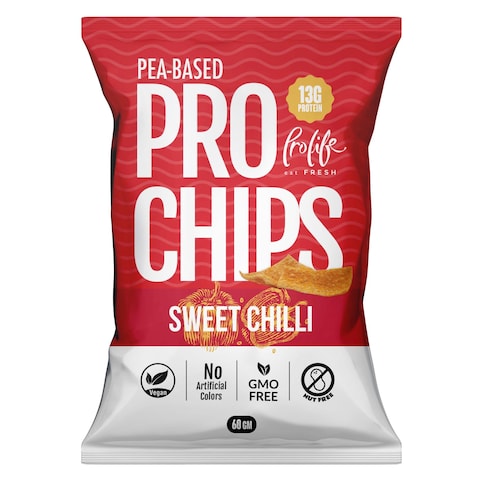 PEA-BASED
PRO
CHIPS
13G
PROTEIN
Prolife
eat FRESH
SWEET CHILLI
Vegan
No
Artificial
Colors
GMO
FREE
NUT FREE
60 GM